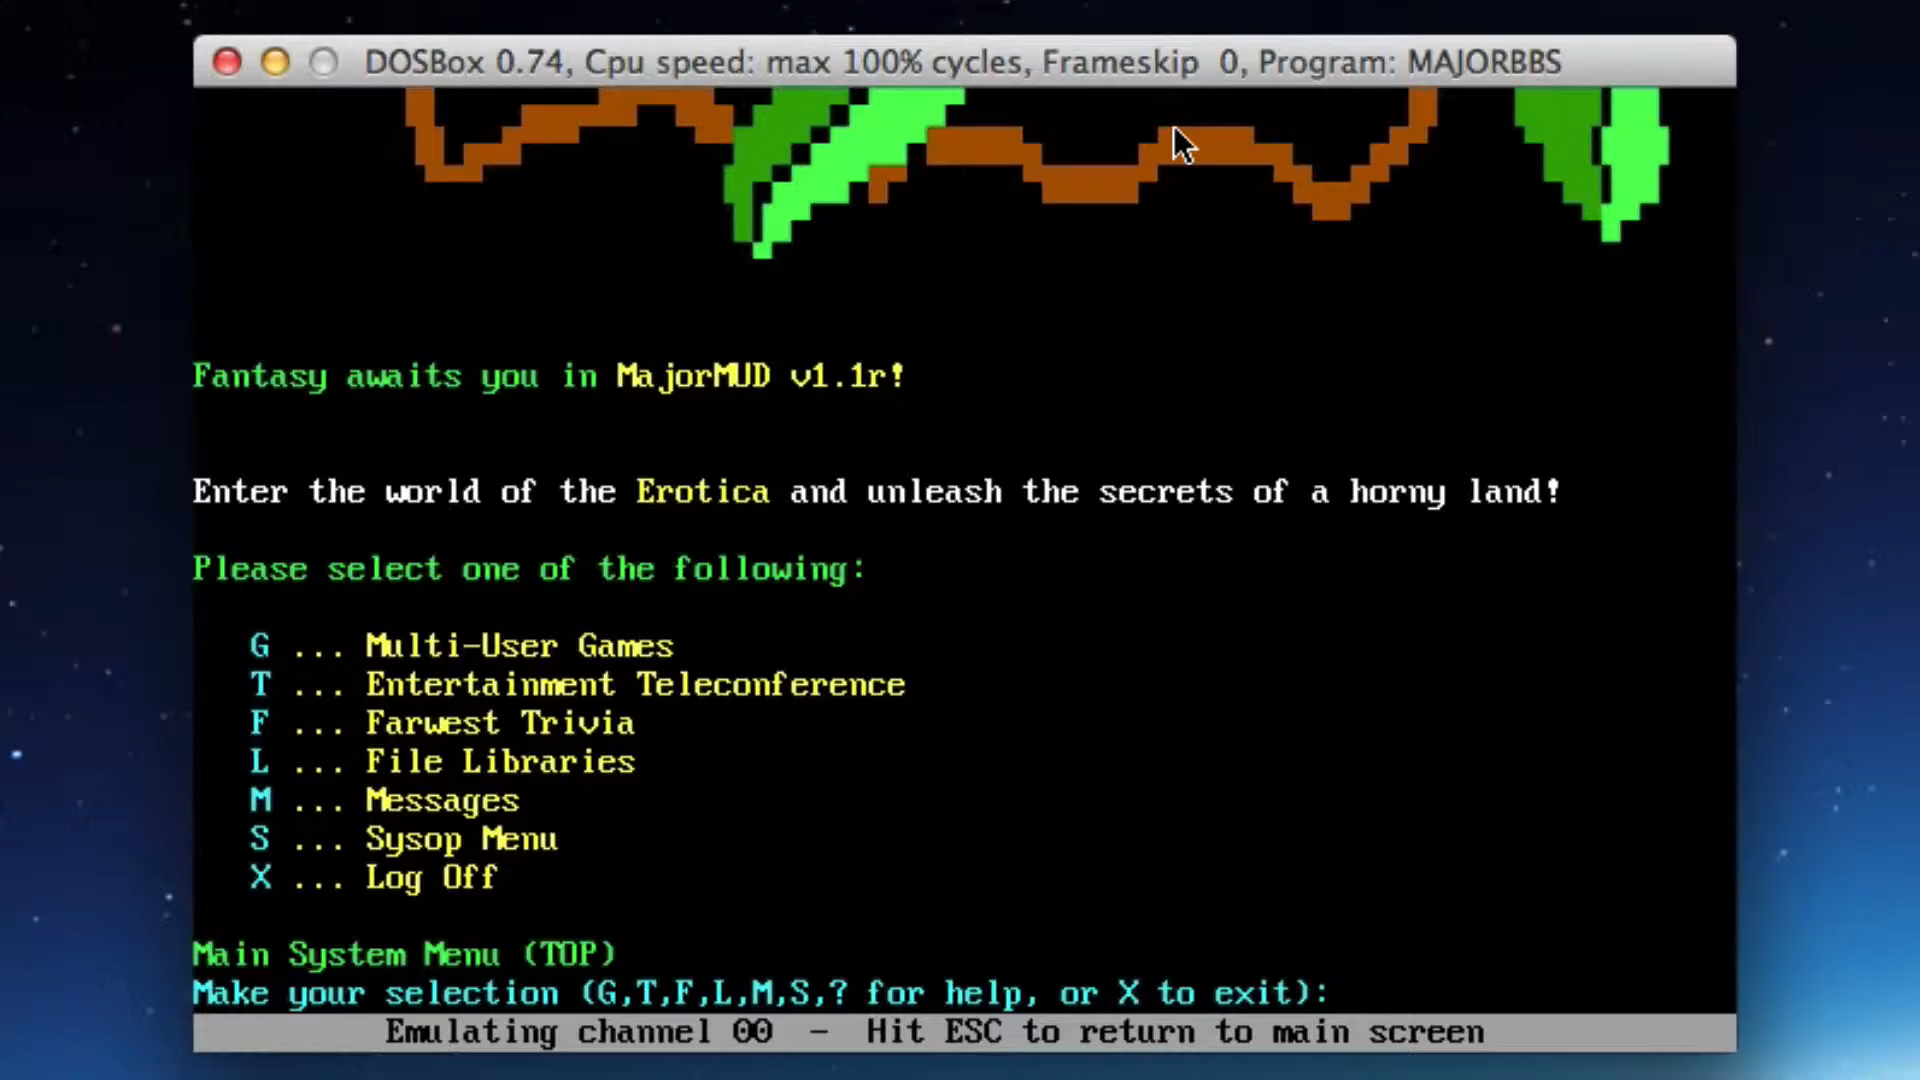 DOSBox 0.74, Cpu speed: max 100% cycles, Frameskip  0, Program: MAJORBBS
Fantasy awaits you in MajorMUD v1.1r!
Enter the world of the Erotica and unleash the secrets of a horny land!
Please select one of the following:
G ... Multi-User Games
T ... Entertainment Teleconference
F ... Farwest Trivia
L ... File Libraries
M ... Messages
S ... Sysop Menu
X ... Log Off
Main System Menu (TOP)
Make your selection (G,T,F,L,M,S,? for help, or X to exit):
Emulating channel 00  -  Hit ESC to return to main screen